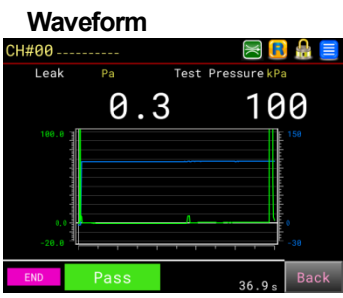 Waveform
CH#00 ----------
R
Leak Pa Test Pressure kPa
0.3 100
100.0 150
0.0 0
-20.0 -30
END Pass 36.9 s Back